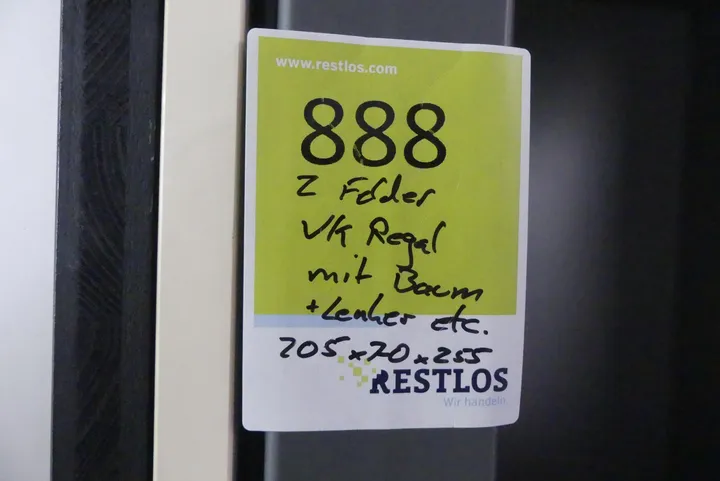 www.restlos.com
888
2 Felder
VK Regal
mit Baum
+Lenker etc.
205x70x255
RESTLOS
Wir handeln.